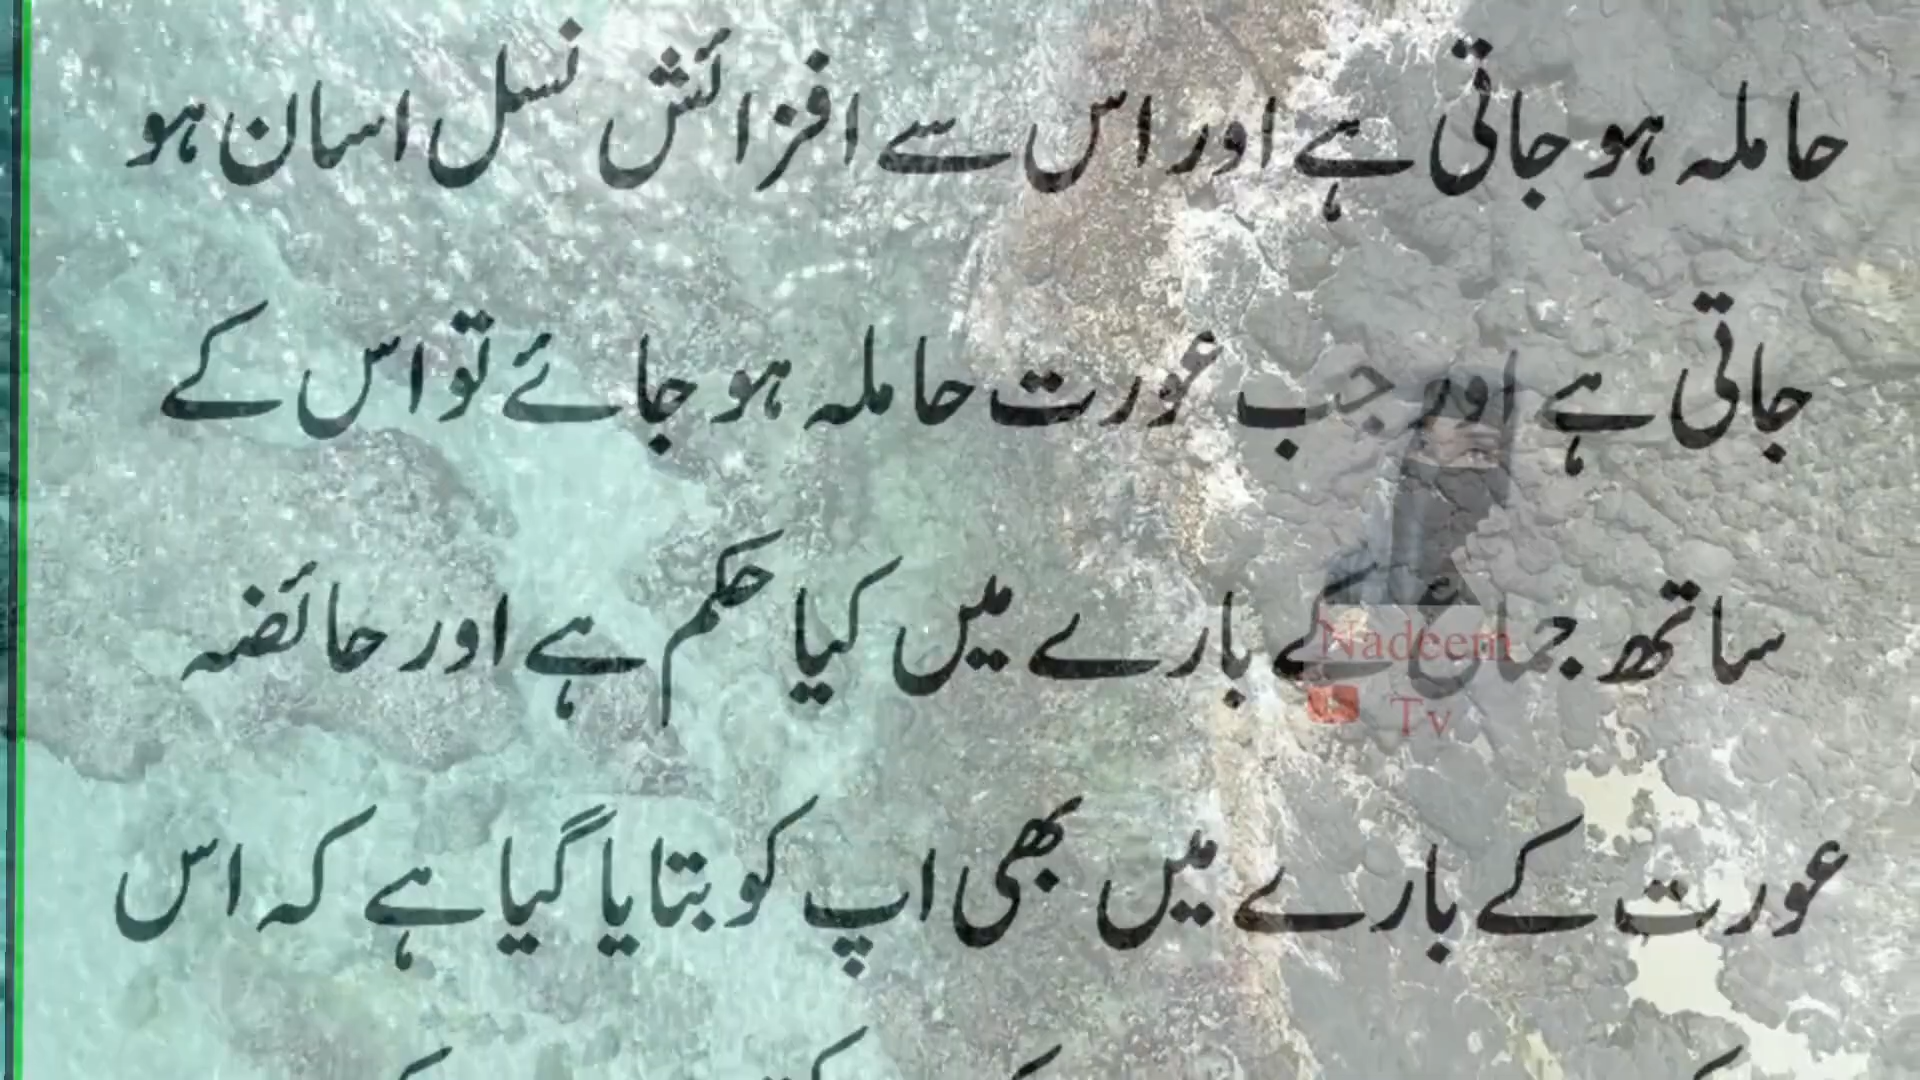 حاملہ ہو جاتی ہے اور اس سے افزائش نسل اسان ہو
جاتی ہے اور جب عورت حاملہ ہو جائے تو اس کے
ساتھ جماع کے بارے میں کیا حکم ہے اور حائضہ
Nadeem
Tv
عورت کے بارے میں بھی اپ کو بتایا گیا ہے کہ اس